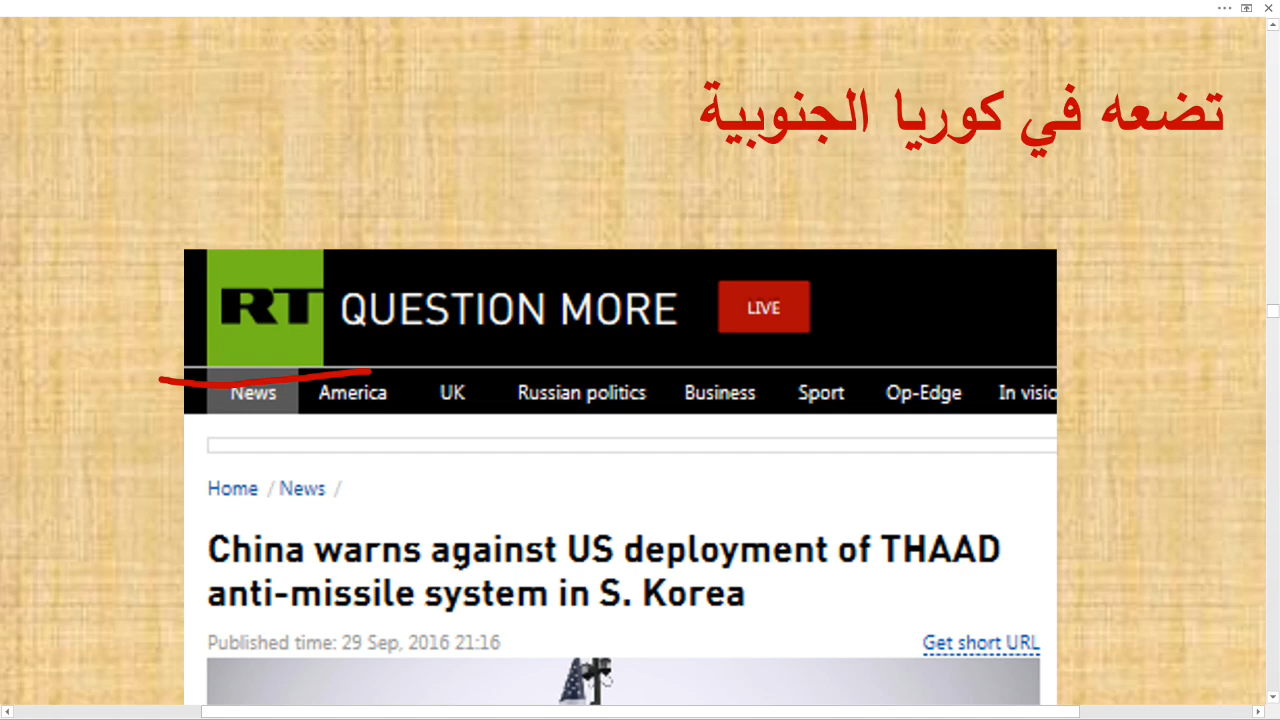 تضعه في كوريا الجنوبية
RT QUESTION MORE LIVE
News America UK Russian politics Business Sport Op-Edge In visio
Home / News /
China warns against US deployment of THAAD
anti-missile system in S. Korea
Published time: 29 Sep, 2016 21:16 Get short URL